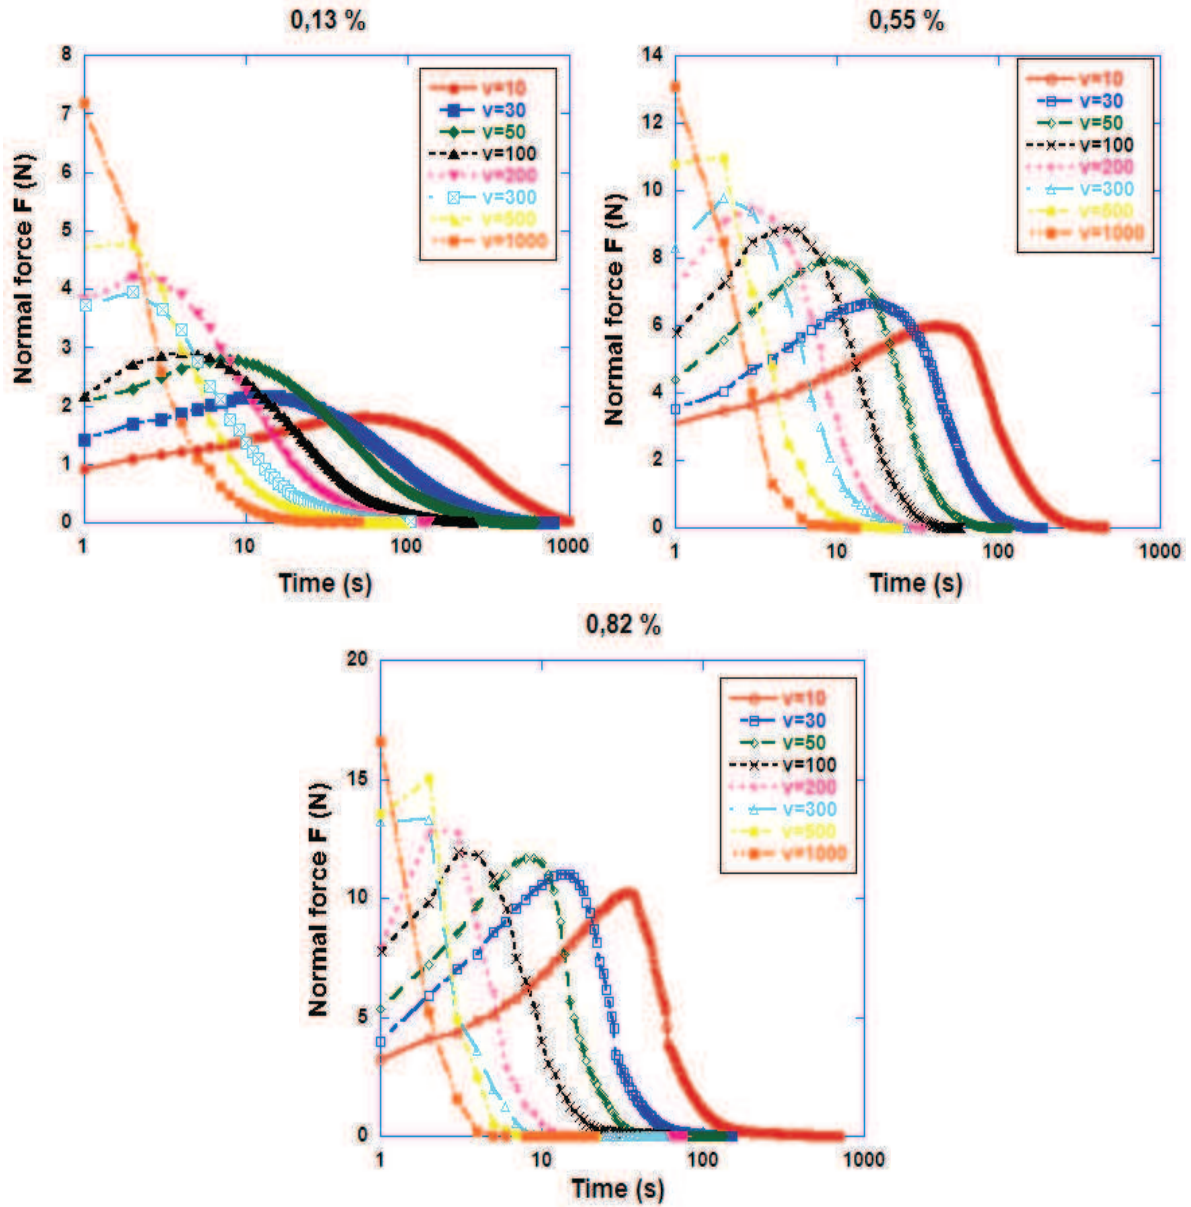 0,13 %
Normal force F (N)
8
7
6
5
4
3
2
1
0
v=10
v=30
v=50
v=100
v=200
v=300
v=500
v=1000
1
10
100
1000
Time (s)
0,55 %
Normal force F (N)
14
12
10
8
6
4
2
0
v=10
v=30
v=50
v=100
v=200
v=300
v=500
v=1000
1
10
100
1000
Time (s)
0,82 %
Normal force F (N)
20
15
10
5
0
v=10
v=30
v=50
v=100
v=200
v=300
v=500
v=1000
1
10
100
1000
Time (s)